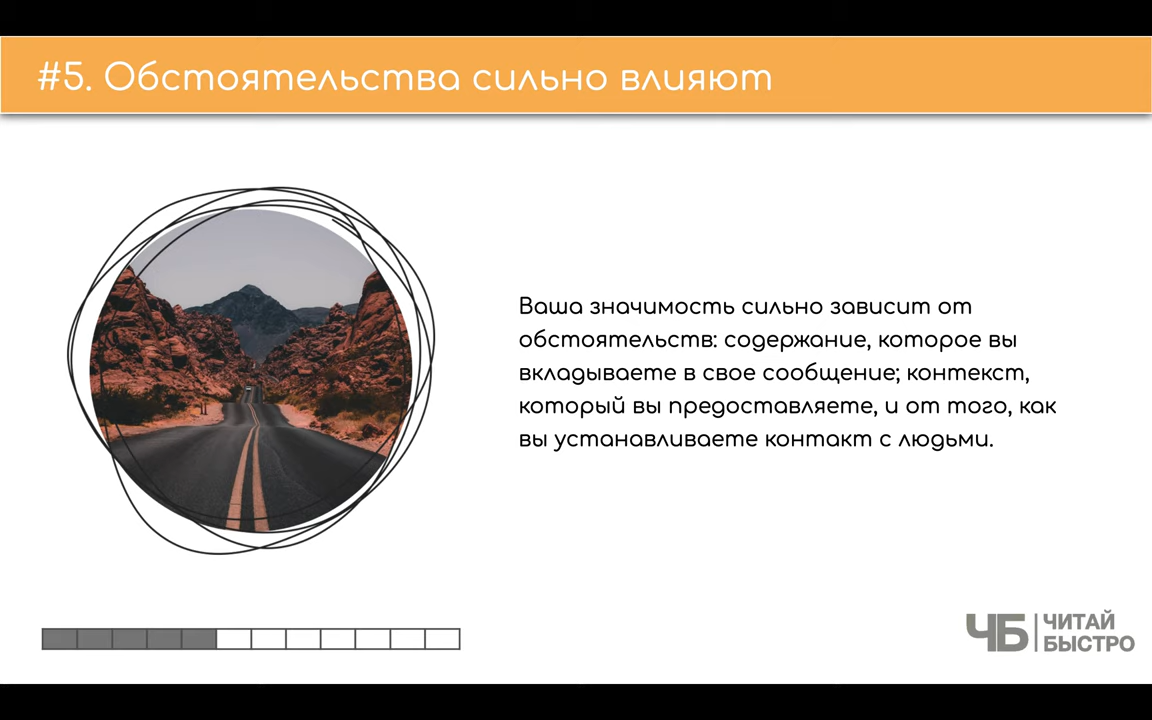 #5. Обстоятельства сильно влияют
Ваша значимость сильно зависит от
обстоятельств: содержание, которое вы
вкладываете в свое сообщение; контекст,
который вы предоставляете, и от того, как
вы устанавливаете контакт с людьми.
ЧБ
ЧИТАЙ
БЫСТРО